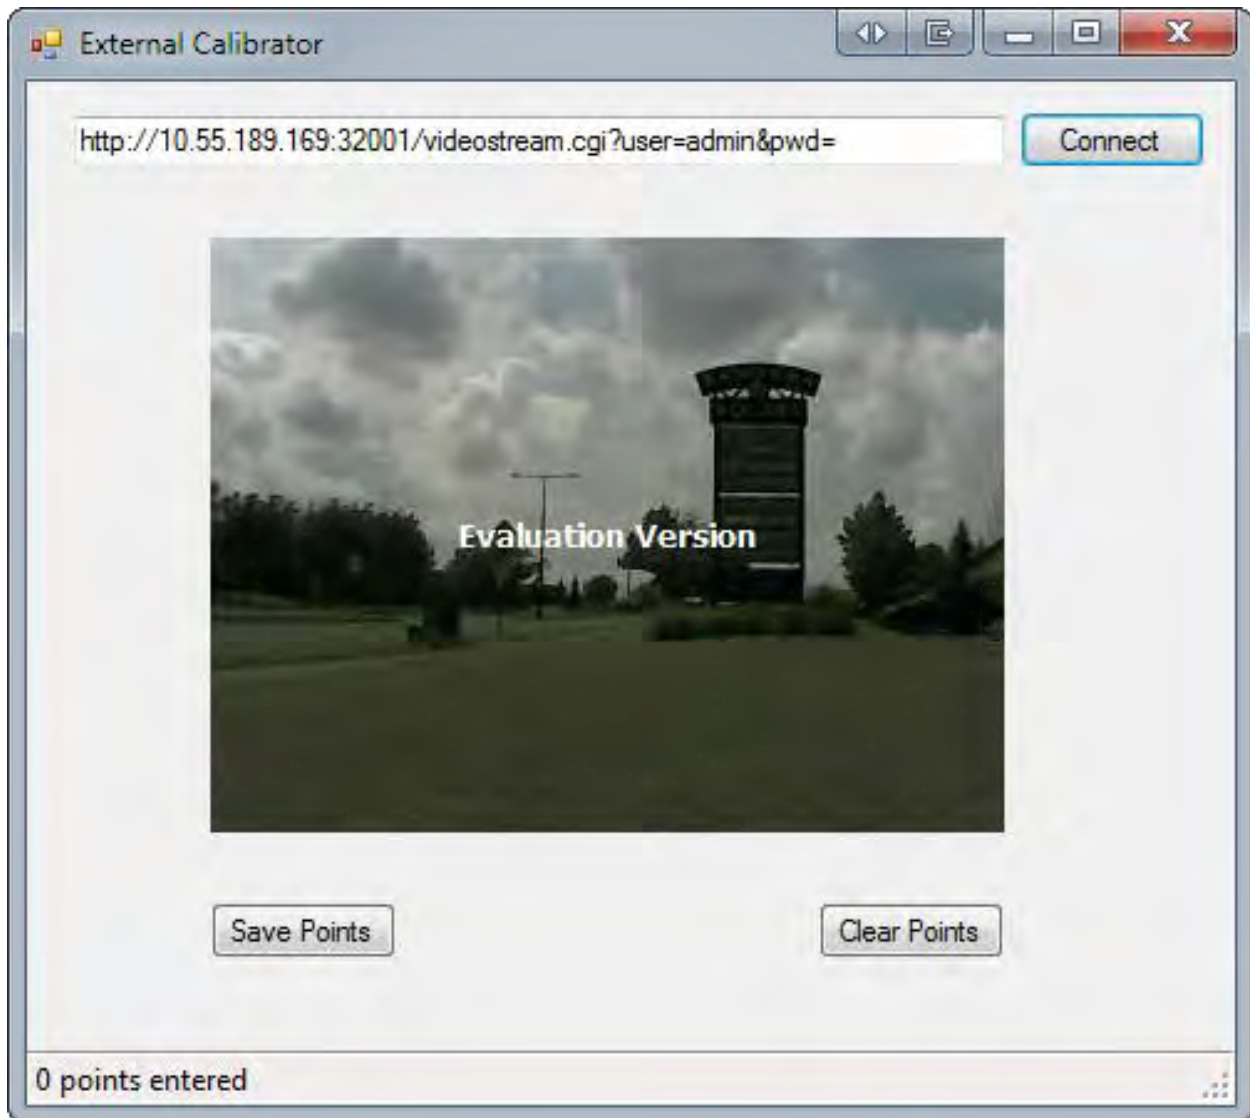 External Calibrator
http://10.55.189.169:32001/videostream.cgi?user=admin&pwd=
Connect
Evaluation Version
Save Points
Clear Points
0 points entered